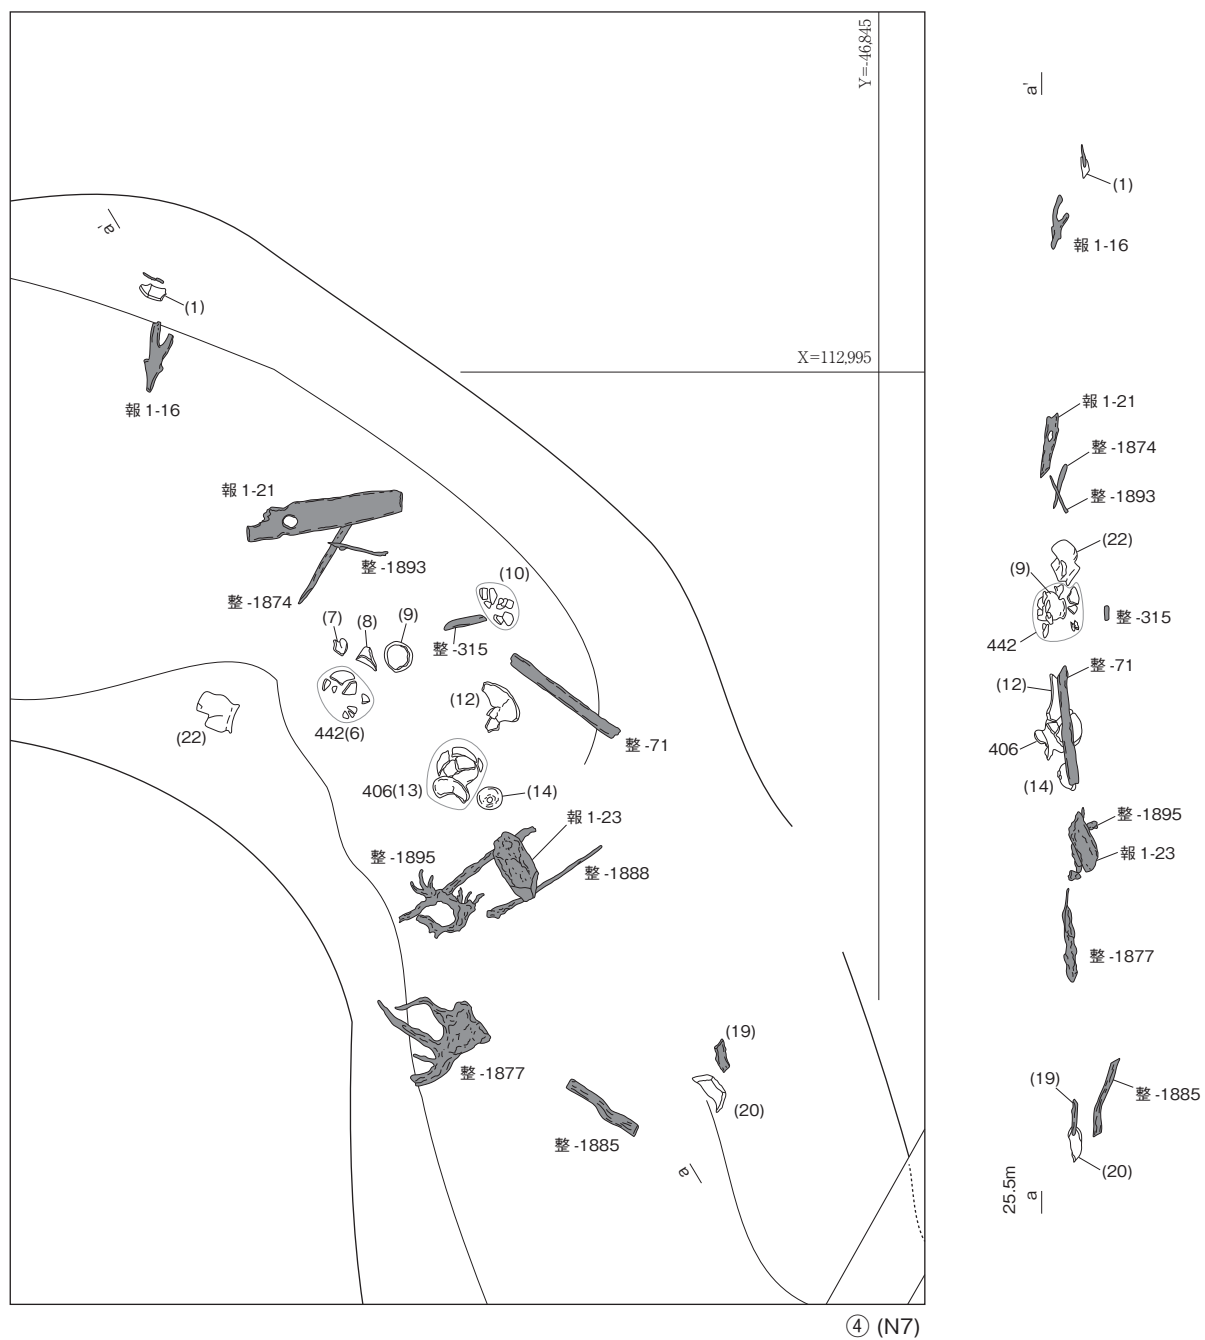 Y=-46,845
a'
(1)
報 1-16
X=112,995
報 1-21
整 -1893
整 -1874
(10)
(7)
(8)
(9)
整 -315
(12)
442(6)
(22)
整 -71
406(13)
(14)
報 1-23
整 -1895
整 -1888
整 -1877
(19)
(20)
整 -1885
a
a'
(1)
報 1-16
報 1-21
整 -1874
整 -1893
(22)
(9)
整 -315
442
整 -71
(12)
406
(14)
整 -1895
報 1-23
整 -1877
(19)
整 -1885
(20)
25.5m
a
④ (N7)